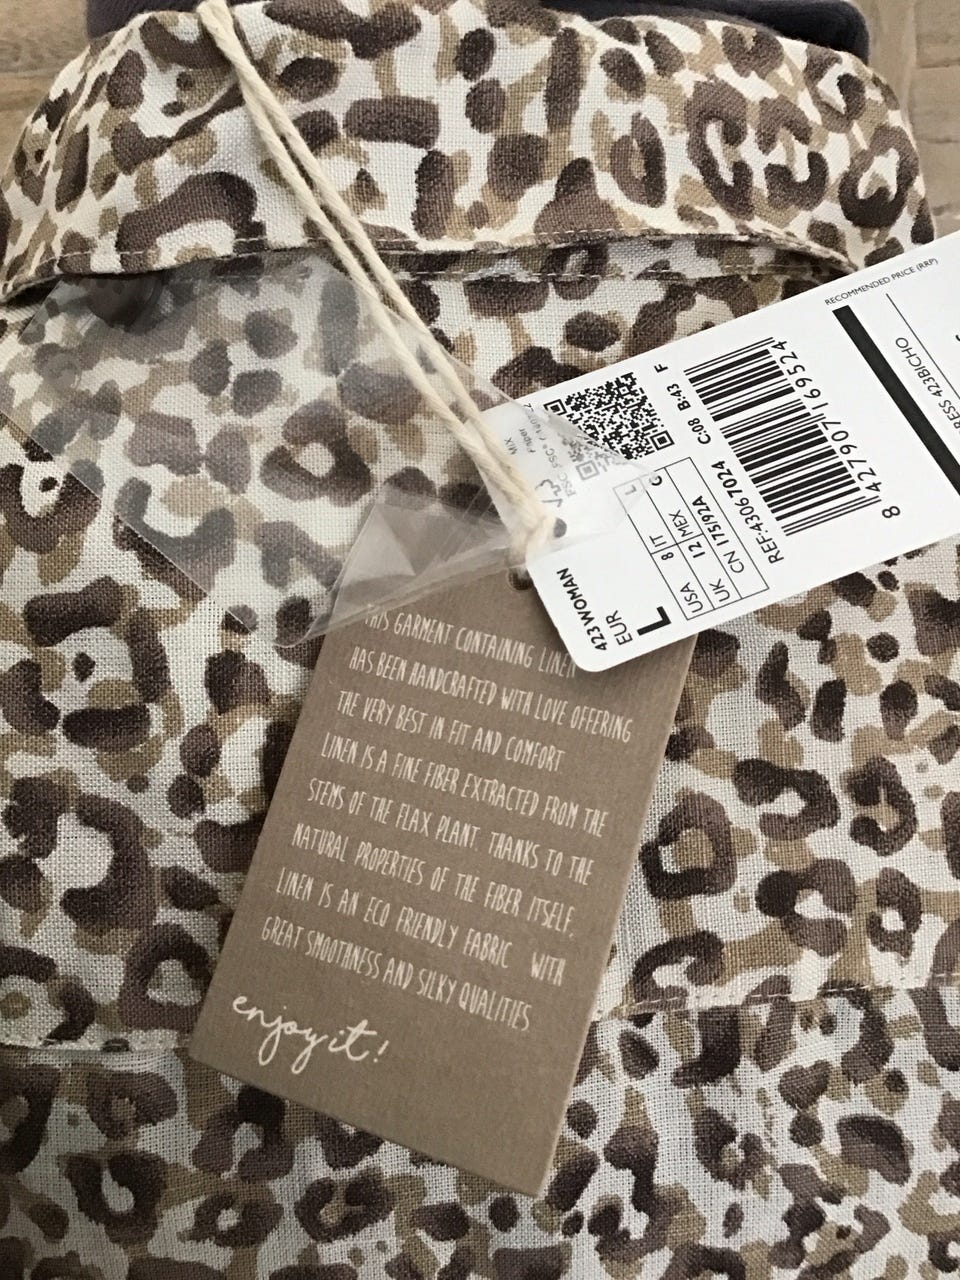 RECOMMENDED PRICE (RRP)
423BICHO
C:08 B:43 F
8 427907 169524
REF-43067024
MIX
Paper
423 WOMAN
EUR
L
USA 8 IT L
UK 12 MEX G
CN 175/92A
THIS GARMENT CONTAINING LINEN
HAS BEEN HANDCRAFTED WITH LOVE OFFERING
THE VERY BEST IN FIT AND COMFORT.
LINEN IS A FINE FIBER EXTRACTED FROM THE
STEMS OF THE FLAX PLANT. THANKS TO THE
NATURAL PROPERTIES OF THE FIBER ITSELF,
LINEN IS AN ECO FRIENDLY FABRIC WITH
GREAT SMOOTHNESS AND SILKY QUALITIES
enjoy it!